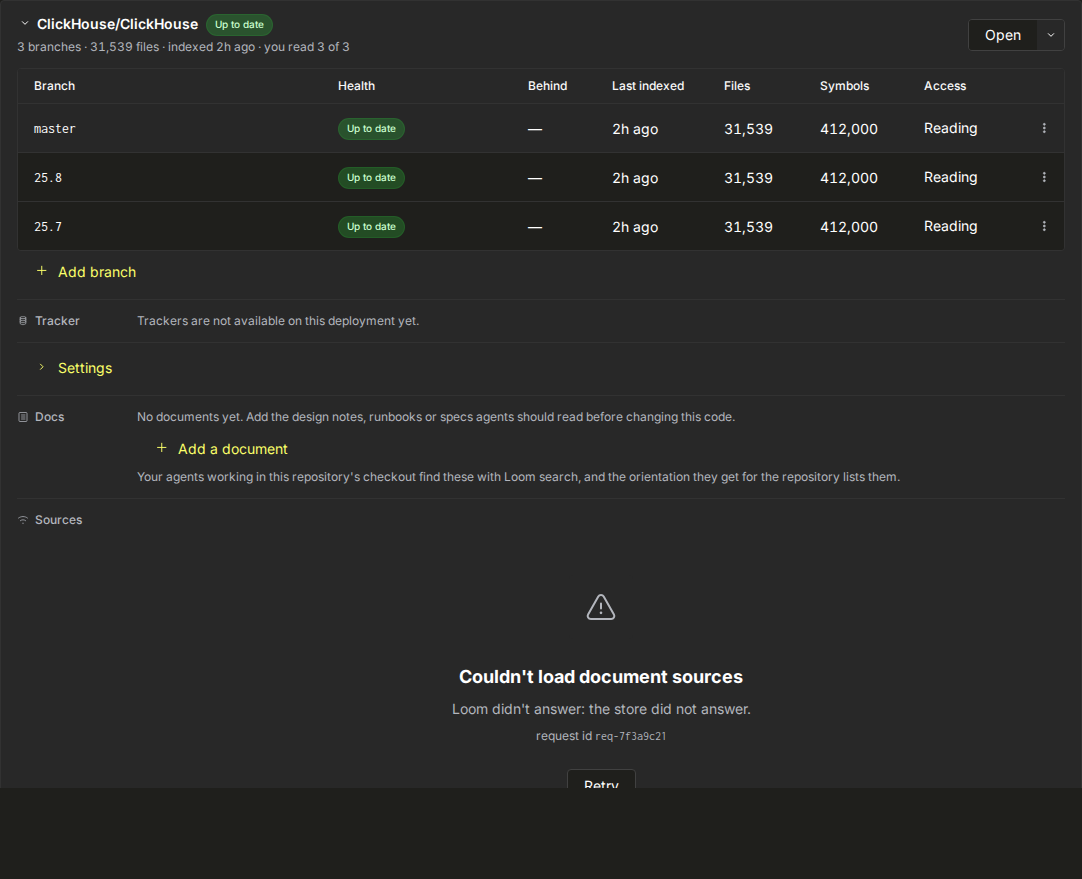 ClickHouse/ClickHouse Up to date
3 branches · 31,539 files · indexed 2h ago · you read 3 of 3
Open
Branch Health Behind Last indexed Files Symbols Access
master Up to date — 2h ago 31,539 412,000 Reading
25.8 Up to date — 2h ago 31,539 412,000 Reading
25.7 Up to date — 2h ago 31,539 412,000 Reading
+ Add branch
Tracker Trackers are not available on this deployment yet.
Settings
Docs No documents yet. Add the design notes, runbooks or specs agents should read before changing this code.
+ Add a document
Your agents working in this repository's checkout find these with Loom search, and the orientation they get for the repository lists them.
Sources
Couldn't load document sources
Loom didn't answer: the store did not answer.
request id req-7f3a9c21
Retry